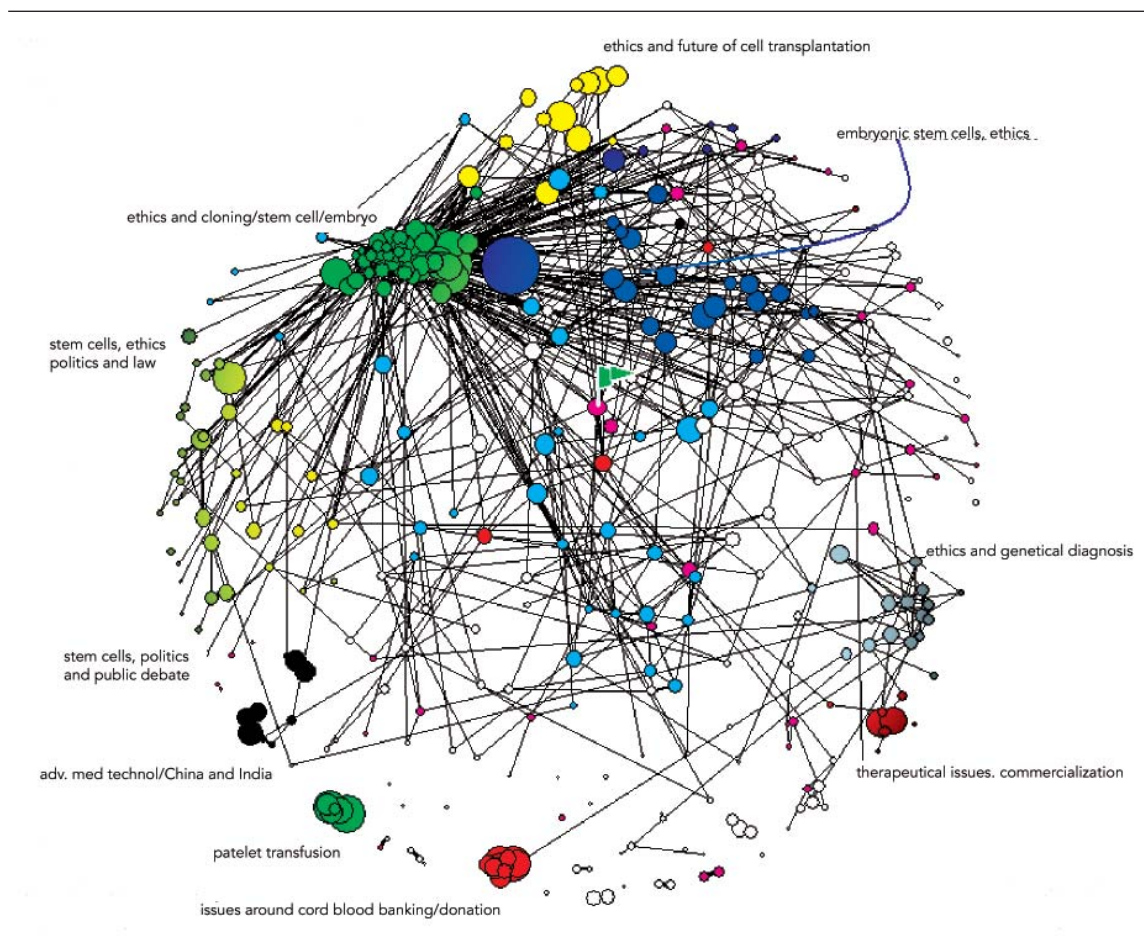 ethics and future of cell transplantation
embryonic stem cells, ethics
ethics and cloning/stem cell/embryo
stem cells, ethics
politics and law
ethics and genetical diagnosis
stem cells, politics
and public debate
adv. med technol/China and India
therapeutical issues. commercialization
patelet transfusion
issues around cord blood banking/donation